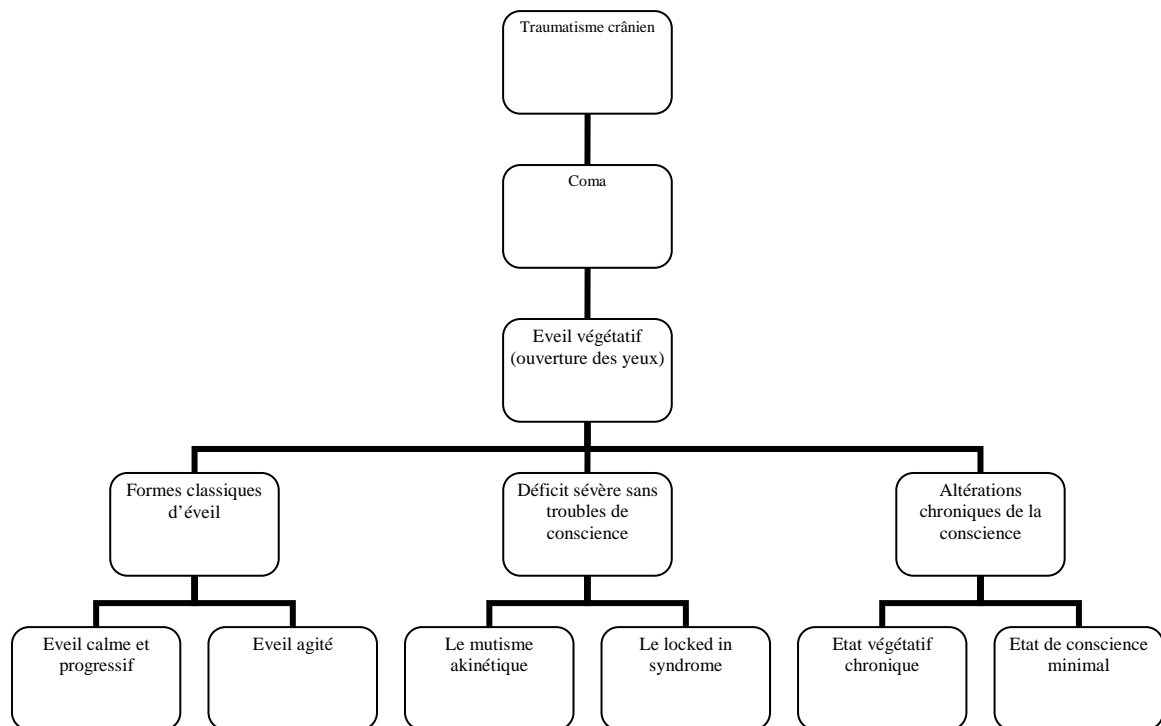 Traumatisme crânien
Coma
Eveil végétatif
(ouverture des yeux)
Formes classiques
d’éveil
Déficit sévère sans
troubles de
conscience
Altérations
chroniques de la
conscience
Eveil calme et
progressif
Eveil agité
Le mutisme
akinétique
Le locked in
syndrome
Etat végétatif
chronique
Etat de conscience
minimal